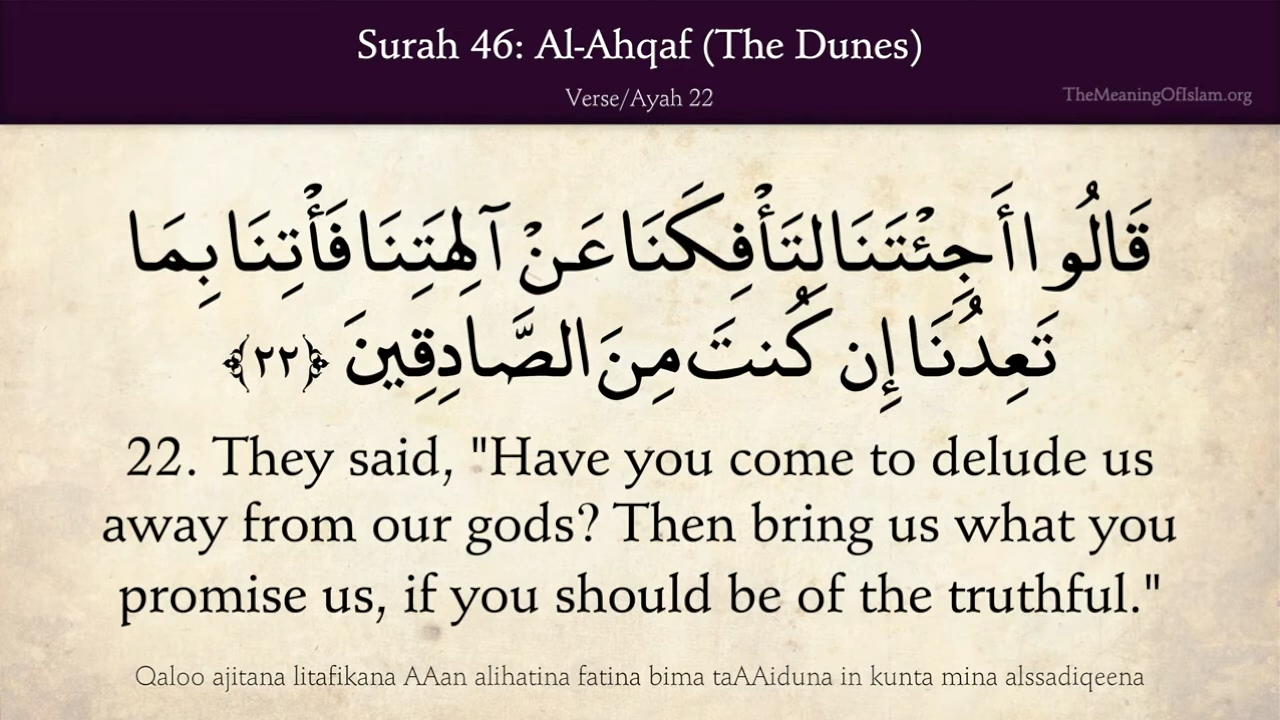 Surah 46: Al-Ahqaf (The Dunes)
Verse/Ayah 22
TheMeaningOfIslam.org
قَالُوا أَجِئْتَنَا لِتَأْفِكَنَا عَنْ آلِهَتِنَا فَأْتِنَا بِمَا
تَعِدُنَا إِن كُنتَ مِنَ الصَّادِقِينَ ﴿٢٢﴾
22. They said, "Have you come to delude us
away from our gods? Then bring us what you
promise us, if you should be of the truthful."
Qaloo ajitana litafikana AAan alihatina fatina bima taAAiduna in kunta mina alssadiqeena